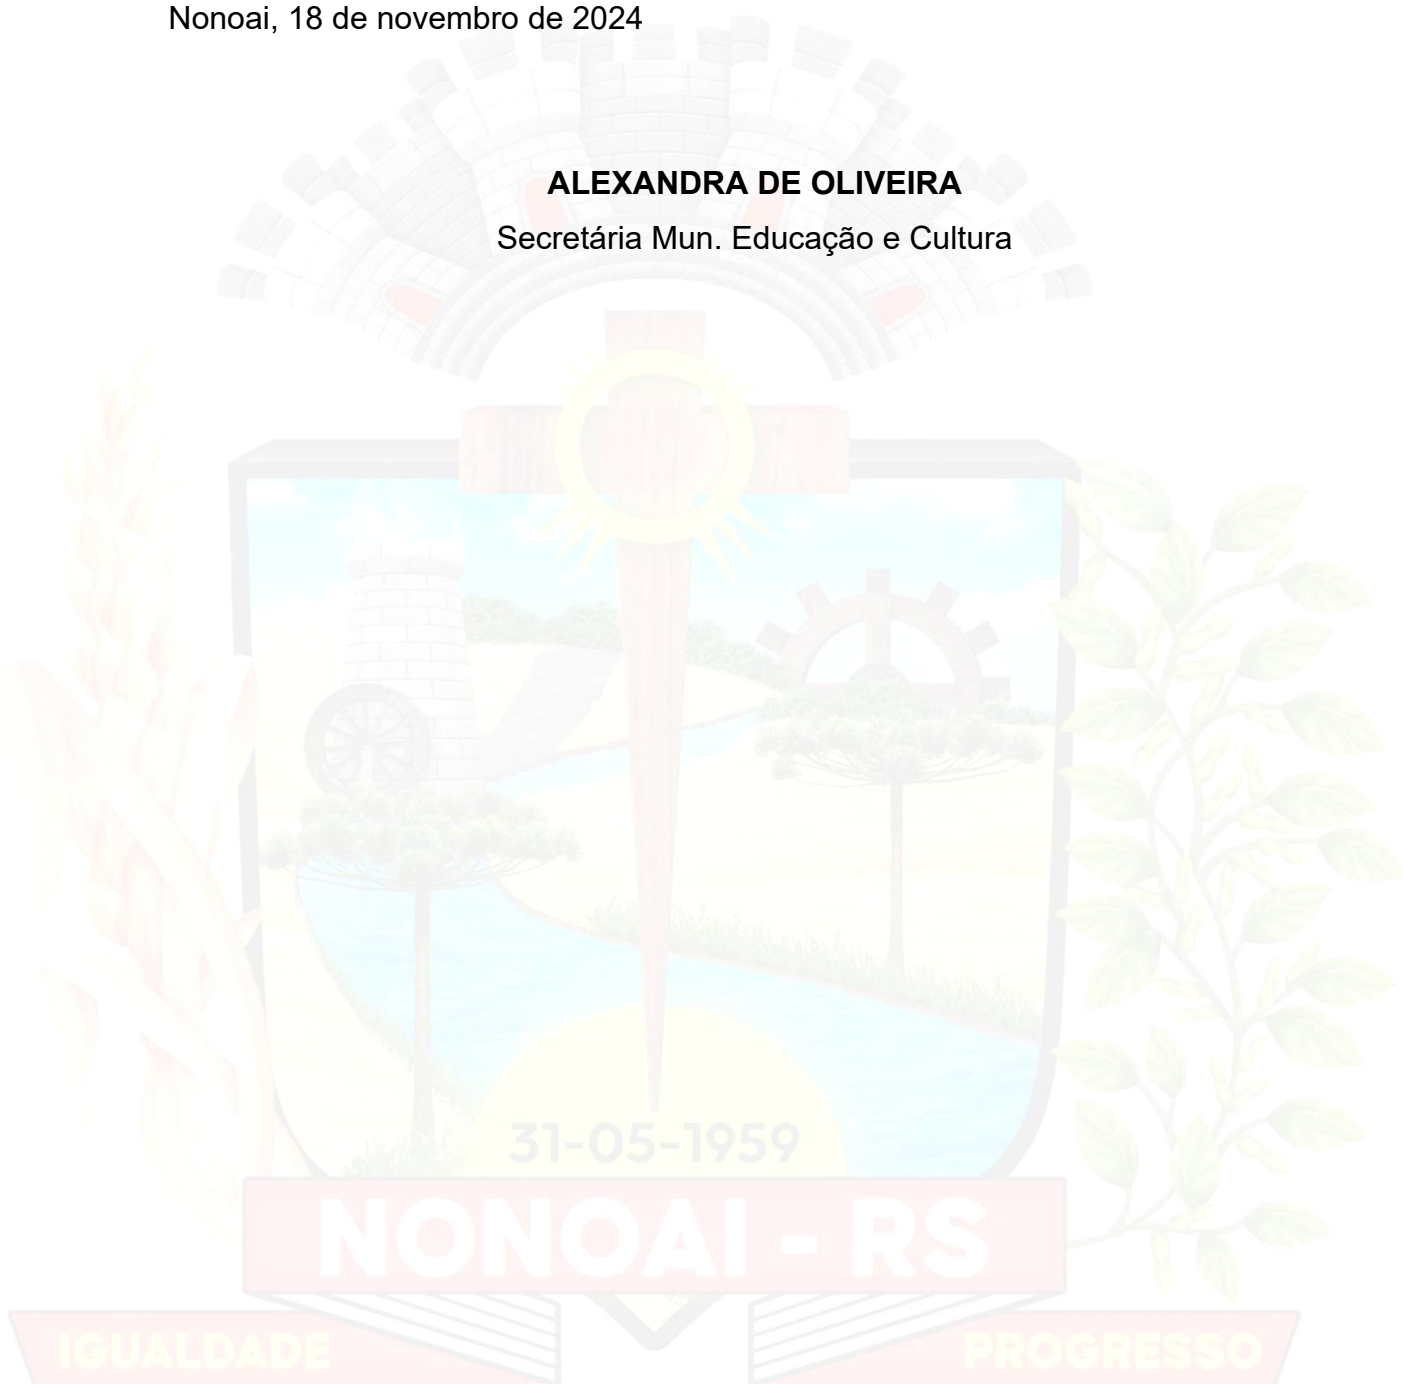 Nonoai, 18 de novembro de 2024
ALEXANDRA DE OLIVEIRA
Secretária Mun. Educação e Cultura
31-05-1959
NONOAI - RS
IGUALDADE PROGRESSO